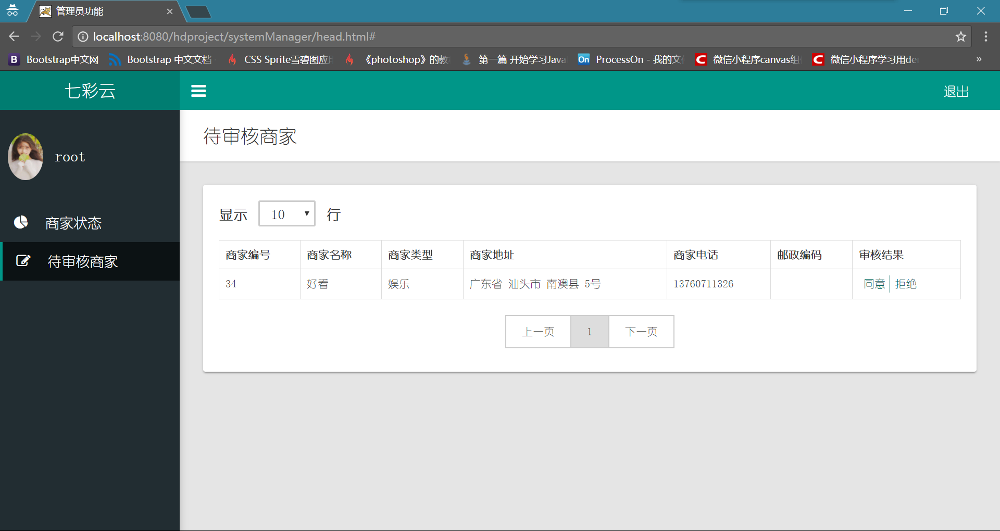 管理员功能
localhost:8080/hdproject/systemManager/head.html#
Bootstrap中文网 Bootstrap 中文文档 CSS Sprite雪碧图应用 《photoshop》的教 第一篇 开始学习Java On ProcessOn - 我的文 微信小程序canvas组 微信小程序学习用de »
七彩云 退出
root
商家状态
待审核商家
待审核商家
显示 10 行
商家编号 商家名称 商家类型 商家地址 商家电话 邮政编码 审核结果
34 好看 娱乐 广东省 汕头市 南澳县 5号 13760711326 同意 | 拒绝
上一页 1 下一页